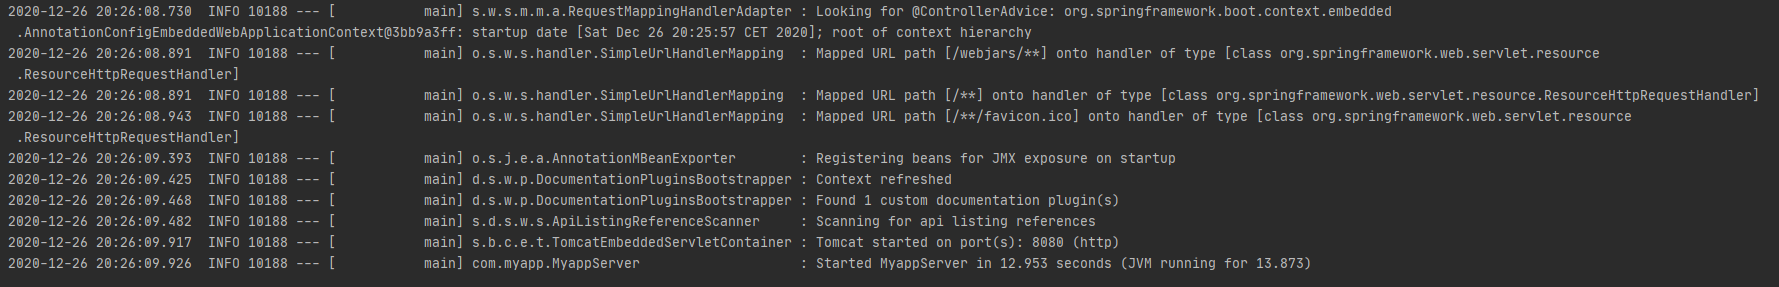 2020-12-26 20:26:08.730  INFO 10188 --- [           main] s.w.s.m.m.a.RequestMappingHandlerAdapter : Looking for @ControllerAdvice: org.springframework.boot.context.embedded
.AnnotationConfigEmbeddedWebApplicationContext@3bb9a3ff: startup date [Sat Dec 26 20:25:57 CET 2020]; root of context hierarchy
2020-12-26 20:26:08.891  INFO 10188 --- [           main] o.s.w.s.handler.SimpleUrlHandlerMapping  : Mapped URL path [/webjars/**] onto handler of type [class org.springframework.web.servlet.resource
.ResourceHttpRequestHandler]
2020-12-26 20:26:08.891  INFO 10188 --- [           main] o.s.w.s.handler.SimpleUrlHandlerMapping  : Mapped URL path [/**] onto handler of type [class org.springframework.web.servlet.resource.ResourceHttpRequestHandler]
2020-12-26 20:26:08.943  INFO 10188 --- [           main] o.s.w.s.handler.SimpleUrlHandlerMapping  : Mapped URL path [/**/favicon.ico] onto handler of type [class org.springframework.web.servlet.resource
.ResourceHttpRequestHandler]
2020-12-26 20:26:09.393  INFO 10188 --- [           main] o.s.j.e.a.AnnotationMBeanExporter        : Registering beans for JMX exposure on startup
2020-12-26 20:26:09.425  INFO 10188 --- [           main] d.s.w.p.DocumentationPluginsBootstrapper : Context refreshed
2020-12-26 20:26:09.468  INFO 10188 --- [           main] d.s.w.p.DocumentationPluginsBootstrapper : Found 1 custom documentation plugin(s)
2020-12-26 20:26:09.482  INFO 10188 --- [           main] s.d.s.w.s.ApiListingReferenceScanner     : Scanning for api listing references
2020-12-26 20:26:09.917  INFO 10188 --- [           main] s.b.c.e.t.TomcatEmbeddedServletContainer : Tomcat started on port(s): 8080 (http)
2020-12-26 20:26:09.926  INFO 10188 --- [           main] com.myapp.MyappServer                    : Started MyappServer in 12.953 seconds (JVM running for 13.873)